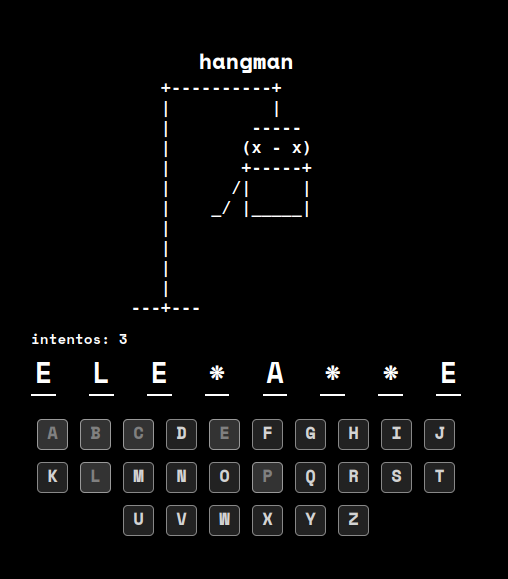 hangman
+----------+
|          |
|        -----
|       (x - x)
|       +-----+
|      /|     |
|    _/ |_____|
|
|
|
|
---+---
intentos: 3
E L E * A * * E
A B C D E F G H I J
K L M N O P Q R S T
U V W X Y Z